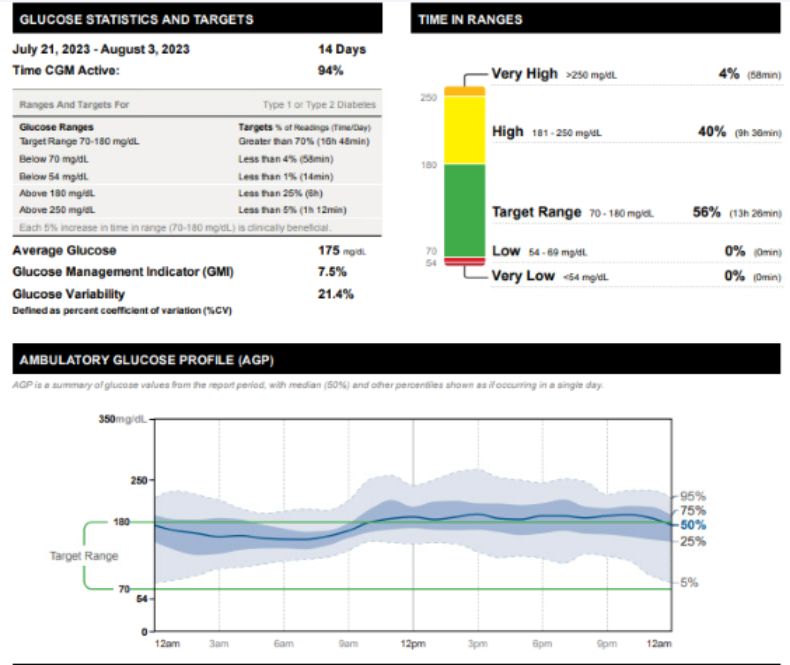 GLUCOSE STATISTICS AND TARGETS
July 21, 2023 - August 3, 2023 14 Days
Time CGM Active: 94%
Ranges And Targets For Type 1 or Type 2 Diabetes
Glucose Ranges Targets % of Readings (Time/Day)
Target Range 70-180 mg/dL Greater than 70% (16h 48min)
Below 70 mg/dL Less than 4% (58min)
Below 54 mg/dL Less than 1% (14min)
Above 180 mg/dL Less than 25% (6h)
Above 250 mg/dL Less than 5% (1h 12min)
Each 5% increase in time in range (70-180 mg/dL) is clinically beneficial.
Average Glucose 175 mg/dL
Glucose Management Indicator (GMI) 7.5%
Glucose Variability 21.4%
Defined as percent coefficient of variation (%CV)
TIME IN RANGES
Very High >250 mg/dL 4% (58min)
250
High 181 - 250 mg/dL 40% (9h 36min)
180
Target Range 70 - 180 mg/dL 56% (13h 26min)
70
Low 54 - 69 mg/dL 0% (0min)
54
Very Low <54 mg/dL 0% (0min)
AMBULATORY GLUCOSE PROFILE (AGP)
AGP is a summary of glucose values from the report period, with median (50%) and other percentiles shown as if occurring in a single day.
350 mg/dL
250
95%
75%
180
50%
25%
Target Range
5%
70
54
0
12am 3am 6am 9am 12pm 3pm 6pm 9pm 12am